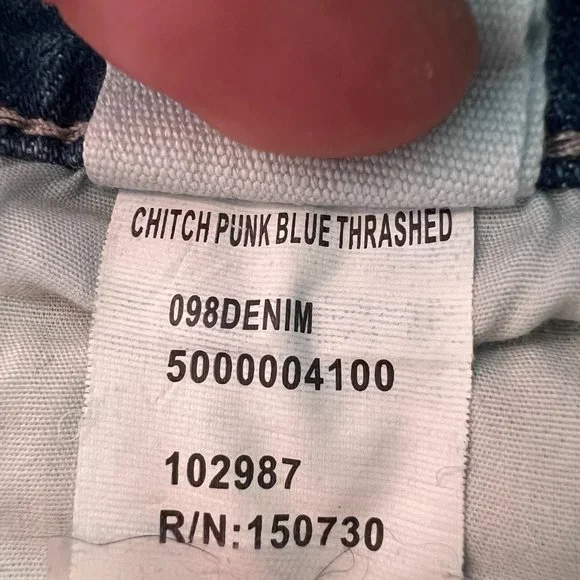 CHITCH PUNK BLUE THRASHED
098DENIM
5000004100
102987
R/N:150730